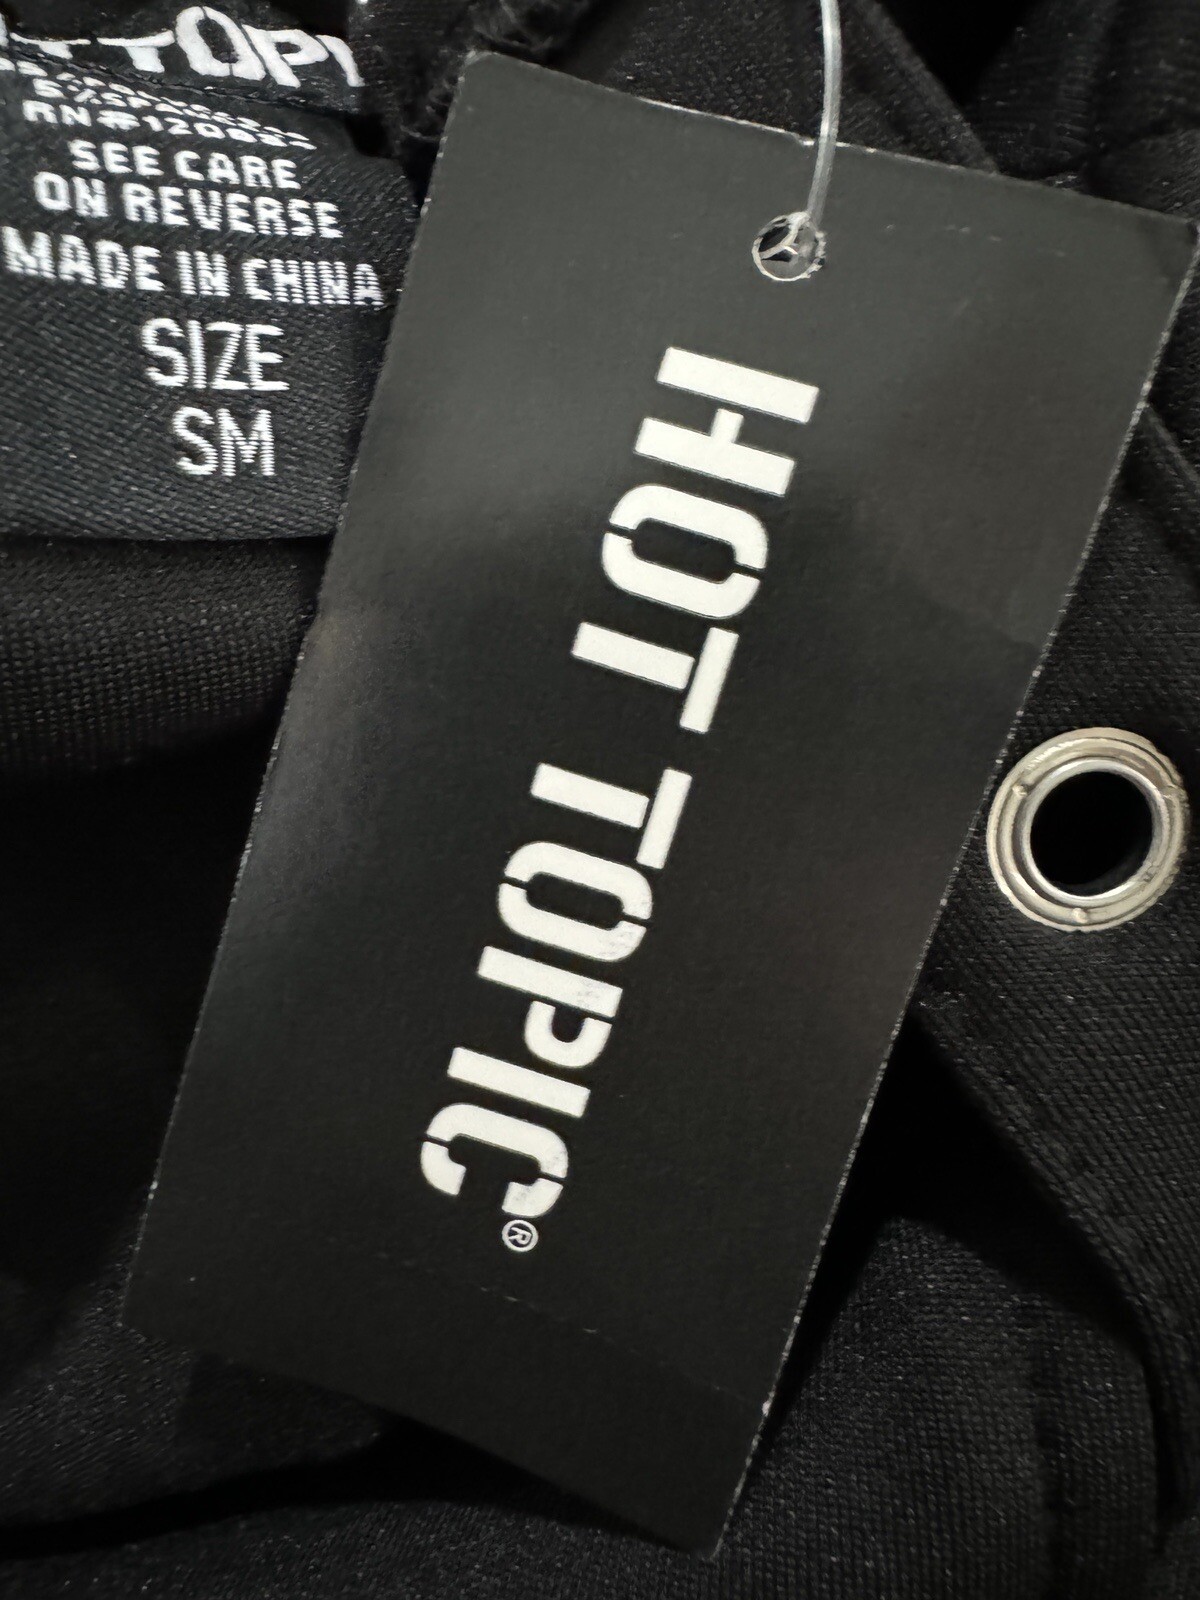 SEE CARE
ON REVERSE
MADE IN CHINA
SIZE
SM
HOT TOPIC®